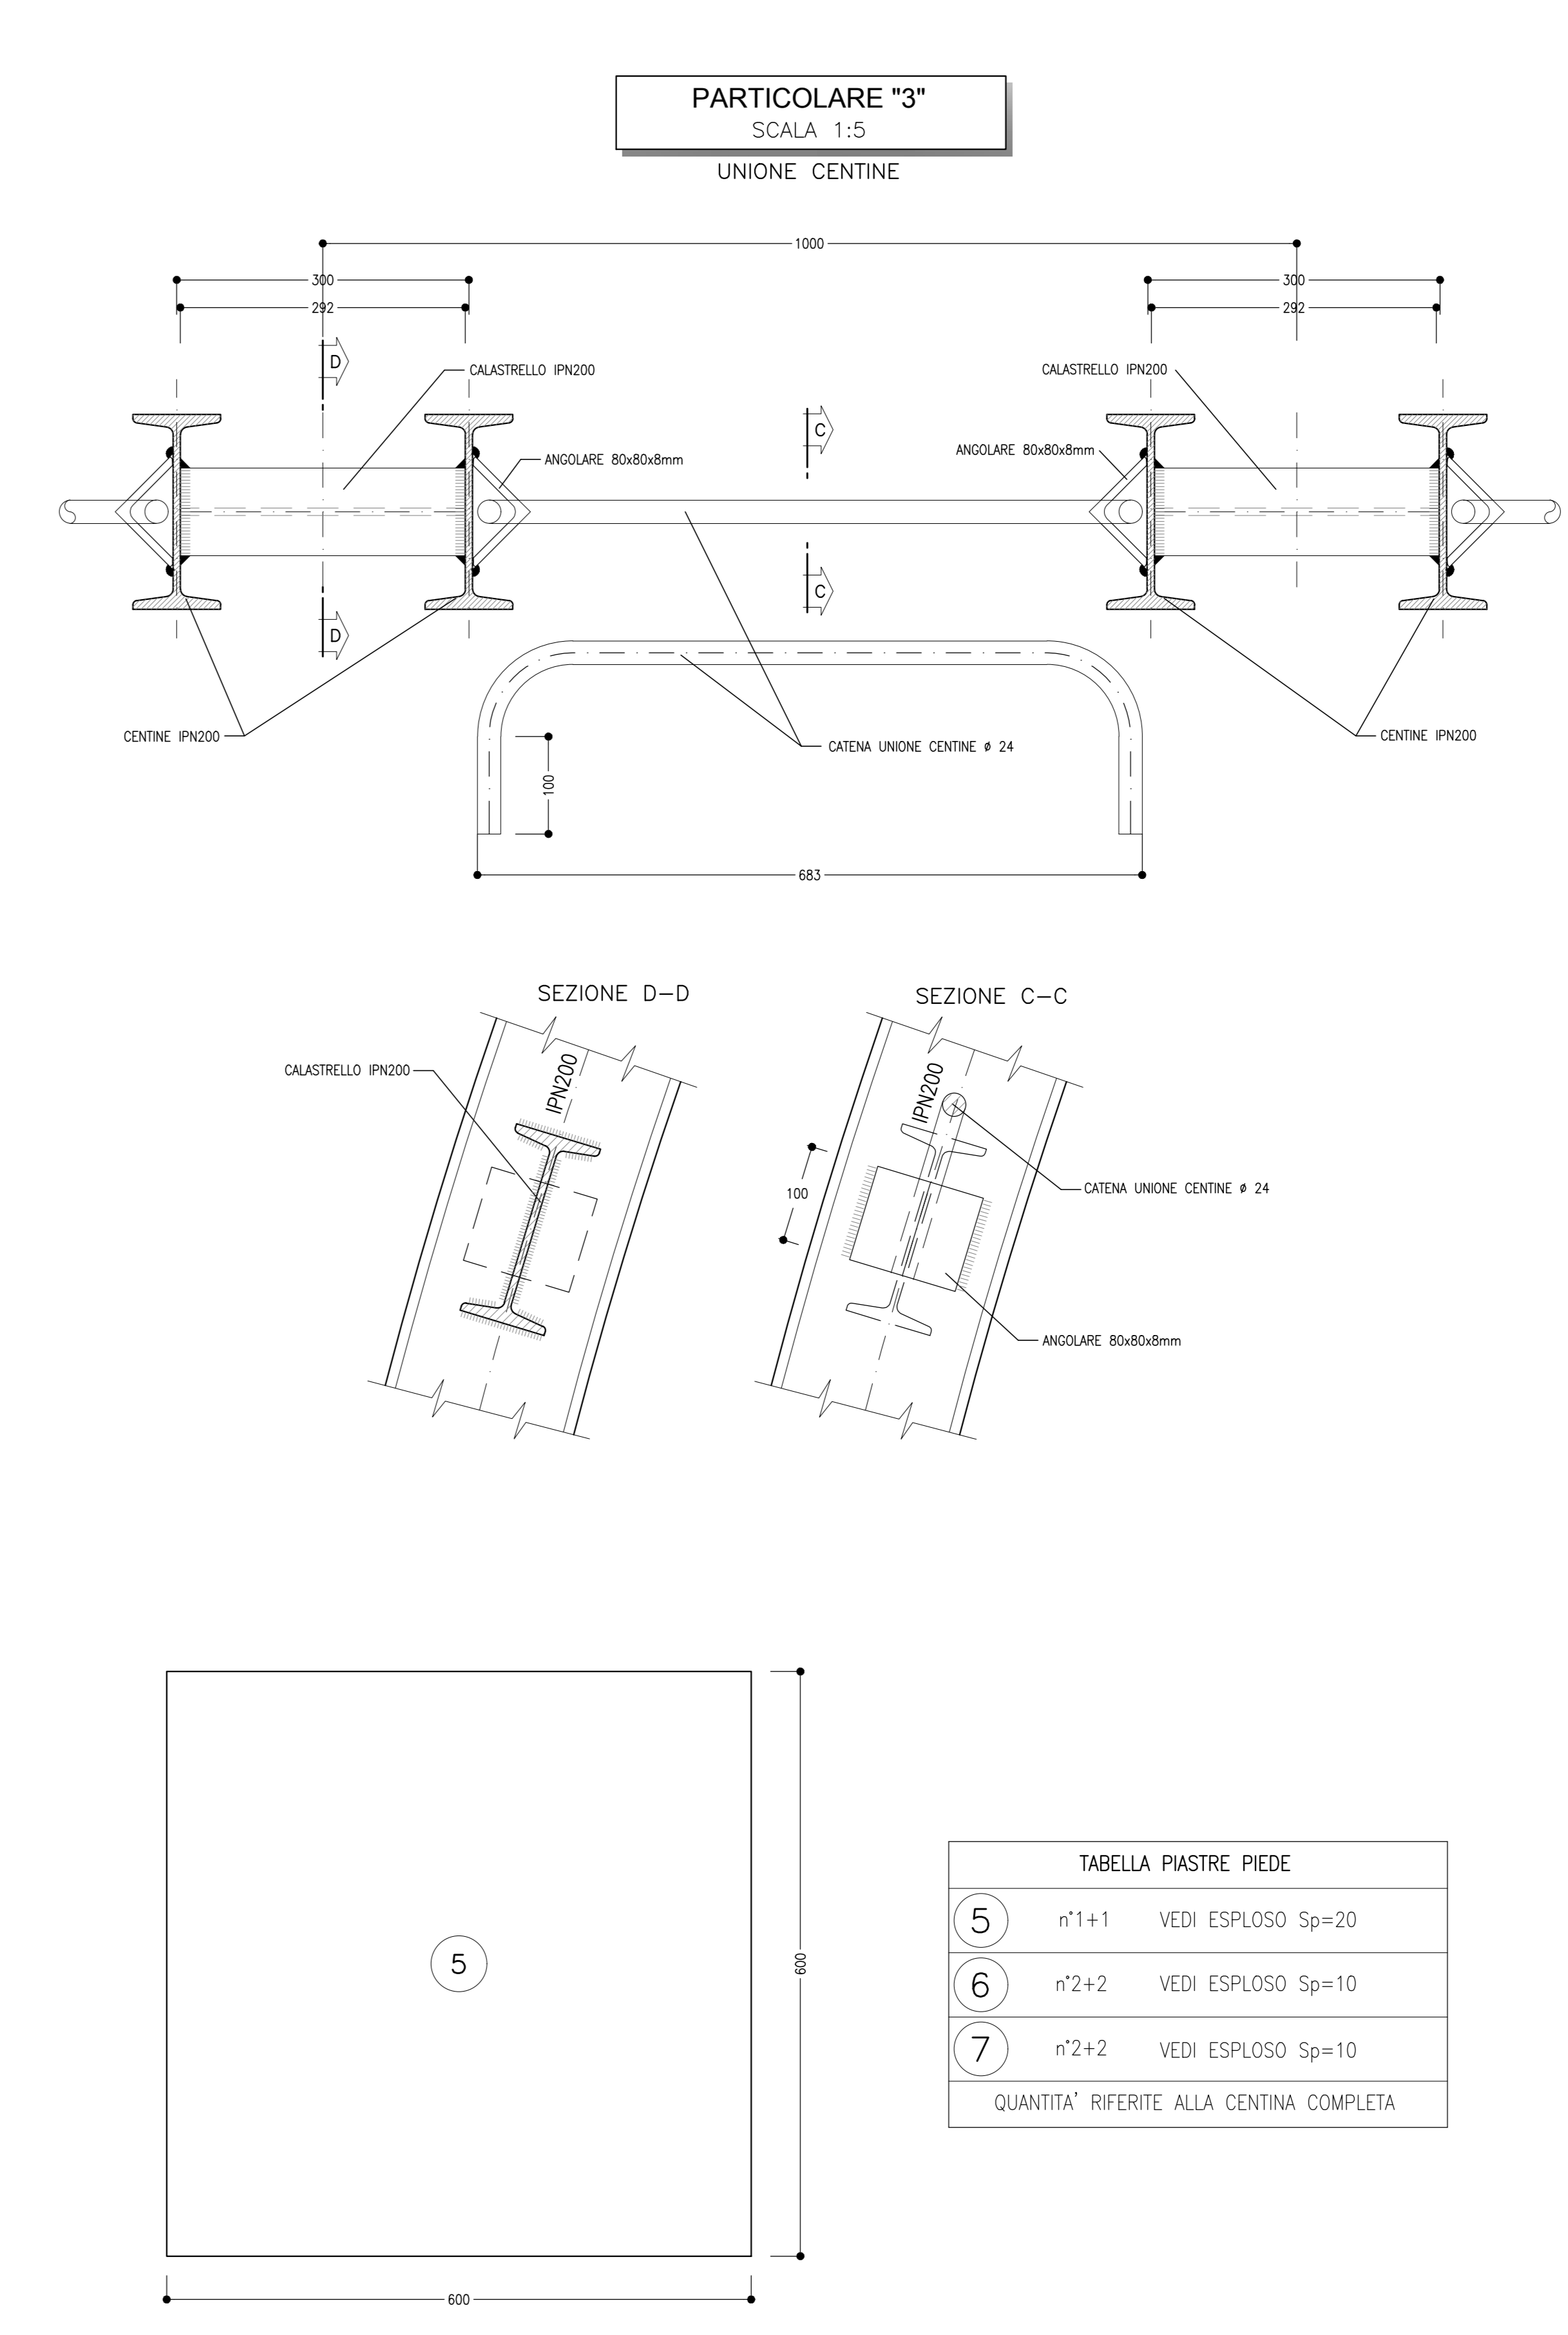 PARTICOLARE "3"
SCALA 1:5
UNIONE CENTINE
1000
300
300
292
292
D
CALASTRELLO IPN200
CALASTRELLO IPN200
C
ANGOLARE 80x80x8mm
ANGOLARE 80x80x8mm
C
D
CENTINE IPN200
CATENA UNIONE CENTINE ø 24
CENTINE IPN200
100
683
SEZIONE D-D
SEZIONE C-C
CALASTRELLO IPN200
IPN200
IPN200
100
CATENA UNIONE CENTINE ø 24
ANGOLARE 80x80x8mm
5
600
600
TABELLA PIASTRE PIEDE
5 n°1+1 VEDI ESPLOSO Sp=20
6 n°2+2 VEDI ESPLOSO Sp=10
7 n°2+2 VEDI ESPLOSO Sp=10
QUANTITA' RIFERITE ALLA CENTINA COMPLETA